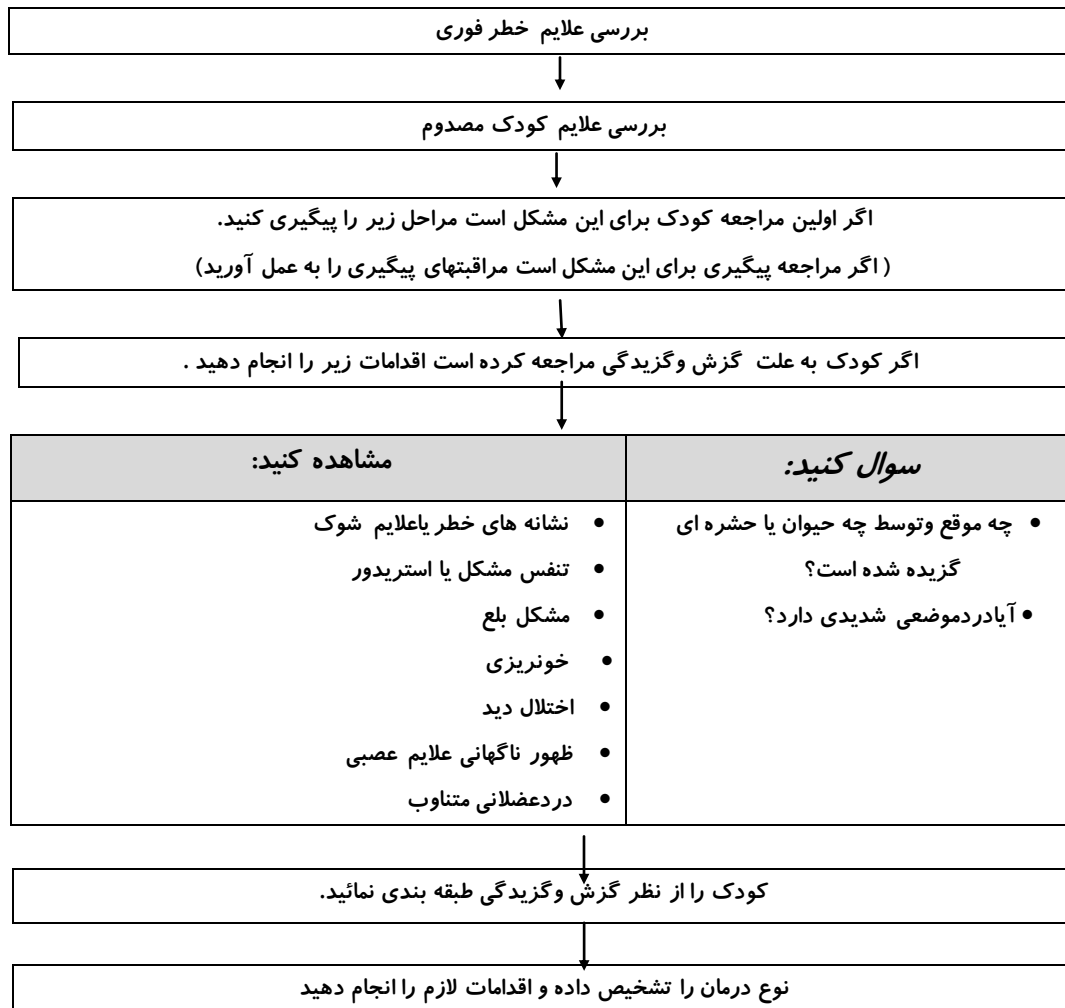 بررسی علایم خطر فوری
بررسی علایم کودک مصدوم
اگر اولین مراجعه کودک برای این مشکل است مراحل زیر را پیگیری کنید.
( اگر مراجعه پیگیری برای این مشکل است مراقبتهای پیگیری را به عمل آورید)
اگر کودک به علت گزش وگزیدگی مراجعه کرده است اقدامات زیر را انجام دهید .
سوال کنید:
• چه موقع وتوسط چه حیوان یا حشره ای
گزیده شده است؟
• آیادردموضعی شدیدی دارد؟
مشاهده کنید:
• نشانه های خطر یاعلایم شوک
• تنفس مشکل یا استریدور
• مشکل بلع
• خونریزی
• اختلال دید
• ظهور ناگهانی علایم عصبی
• دردعضلانی متناوب
کودک را از نظر گزش وگزیدگی طبقه بندی نمائید.
نوع درمان را تشخیص داده و اقدامات لازم را انجام دهید